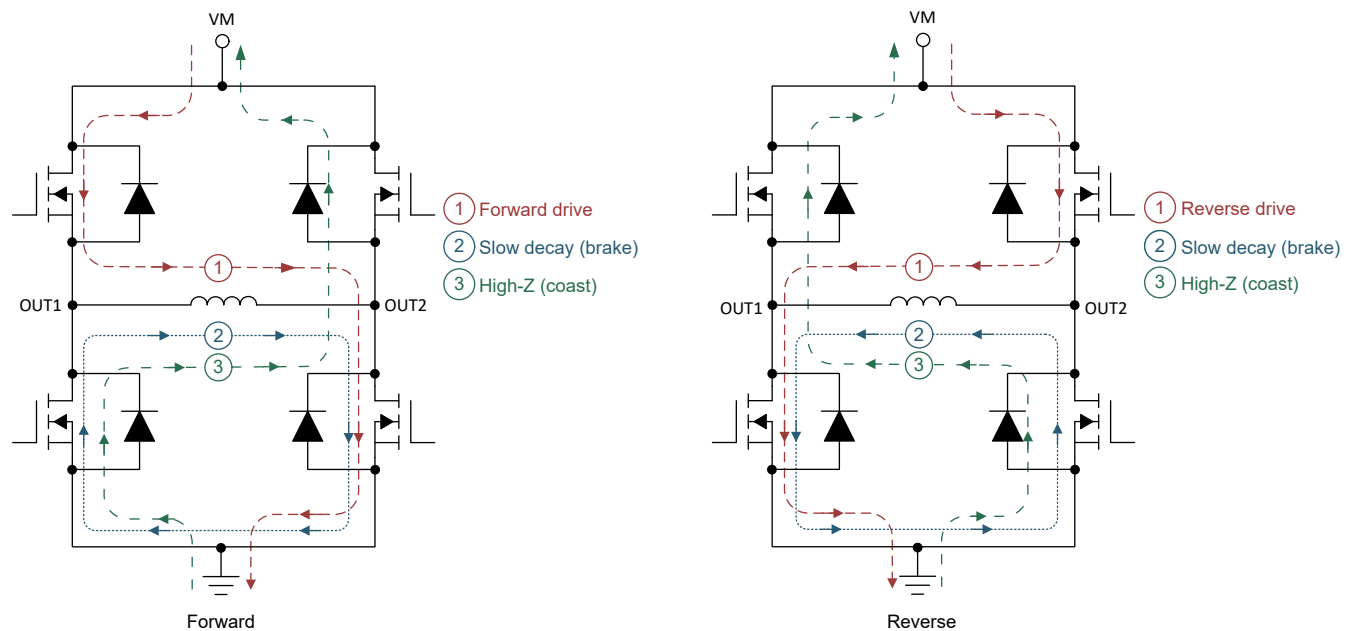 VM
1 Forward drive
2 Slow decay (brake)
3 High-Z (coast)
1
OUT1
OUT2
2
3
Forward
VM
1 Reverse drive
2 Slow decay (brake)
3 High-Z (coast)
1
OUT1
OUT2
2
3
Reverse